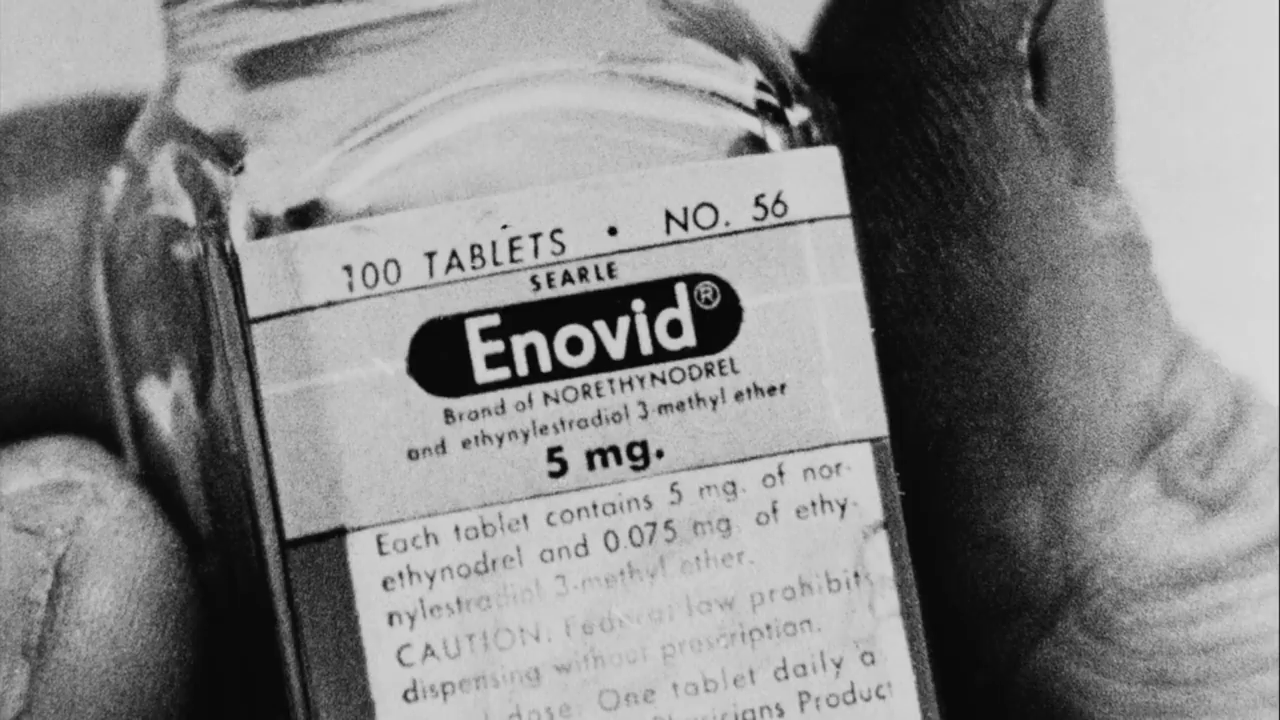 100 TABLETS • NO. 56
SEARLE
Enovid®
Brand of NORETHYNODREL
and ethynylestradiol 3-methyl ether
5 mg.
Each tablet contains 5 mg. of nor-
ethynodrel and 0.075 mg. of ethy-
nylestradiol 3-methyl ether.
CAUTION: Federal law prohibits
dispensing without prescription.
dose: One tablet daily a
Physicians Product